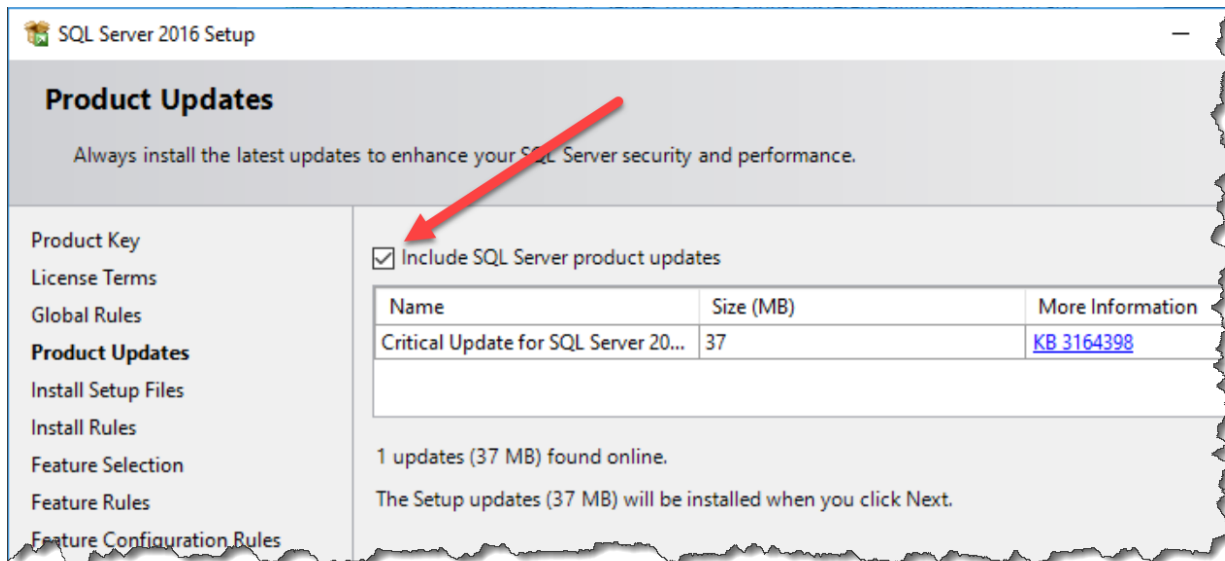 SQL Server 2016 Setup
Product Updates
Always install the latest updates to enhance your SQL Server security and performance.
Product Key
License Terms
Global Rules
Product Updates
Install Setup Files
Install Rules
Feature Selection
Feature Rules
Feature Configuration Rules
Include SQL Server product updates
Name Size (MB) More Information
Critical Update for SQL Server 20... 37 KB 3164398
1 updates (37 MB) found online.
The Setup updates (37 MB) will be installed when you click Next.